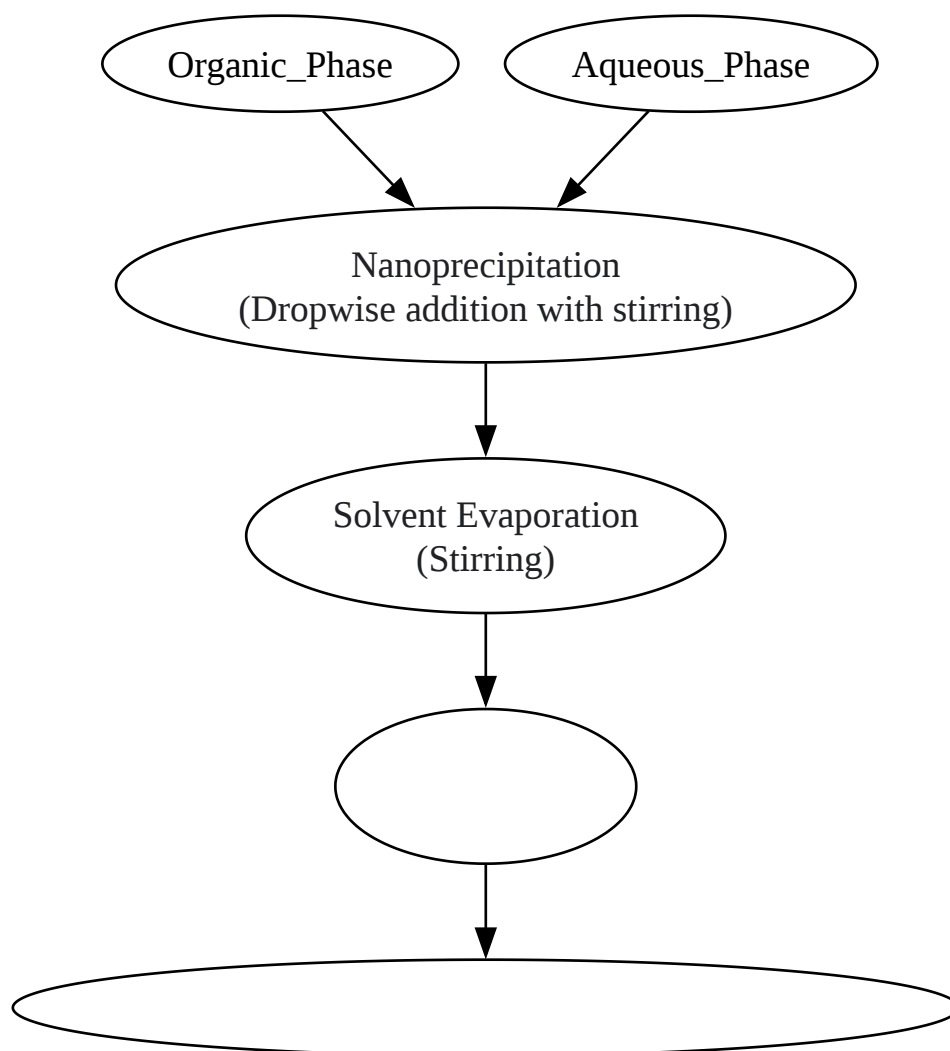 Organic_Phase
Aqueous_Phase
Nanoprecipitation
(Dropwise addition with stirring)
Solvent Evaporation
(Stirring)